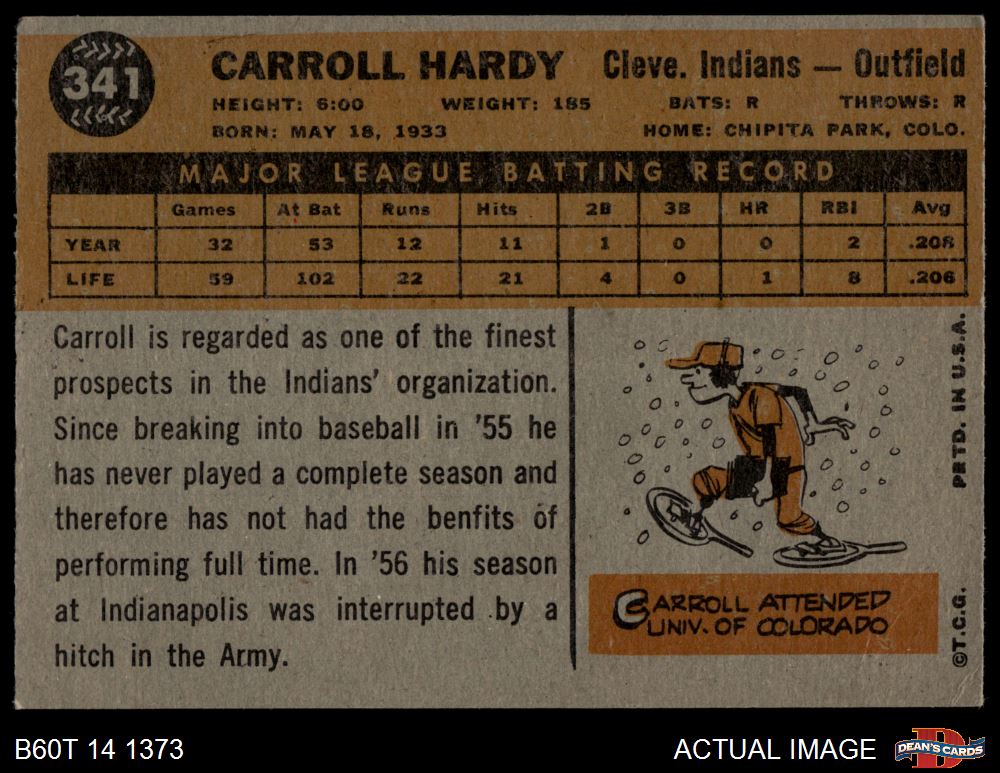 341
CARROLL HARDY Cleve. Indians — Outfield
HEIGHT: 6:00 WEIGHT: 185 BATS: R THROWS: R
BORN: MAY 18, 1933 HOME: CHIPITA PARK, COLO.
MAJOR LEAGUE BATTING RECORD
Games At Bat Runs Hits 2B 3B HR RBI Avg
YEAR 32 53 12 11 1 0 0 2 .208
LIFE 59 102 22 21 4 0 1 8 .206
Carroll is regarded as one of the finest
prospects in the Indians' organization.
Since breaking into baseball in '55 he
has never played a complete season and
therefore has not had the benfits of
performing full time. In '56 his season
at Indianapolis was interrupted by a
hitch in the Army.
CARROLL ATTENDED
UNIV. OF COLORADO
©T.C.G. PRTD. IN U.S.A.
B60T 14 1373
ACTUAL IMAGE
D
DEAN'S CARDS